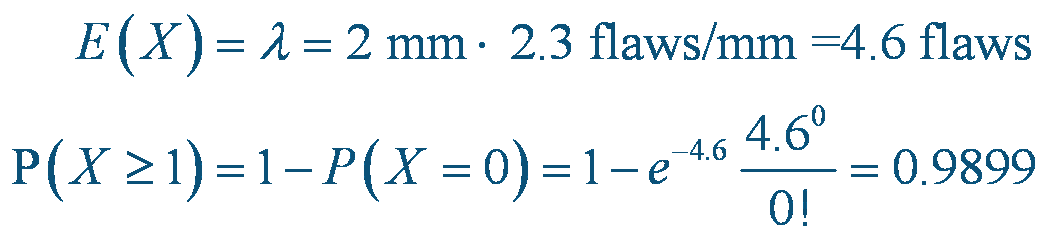 E(X) = λ = 2 mm · 2.3 flaws/mm =4.6 flaws
P(X ≥ 1) = 1 − P(X = 0) = 1 − e^{−4.6} \frac{4.6^0}{0!} = 0.9899